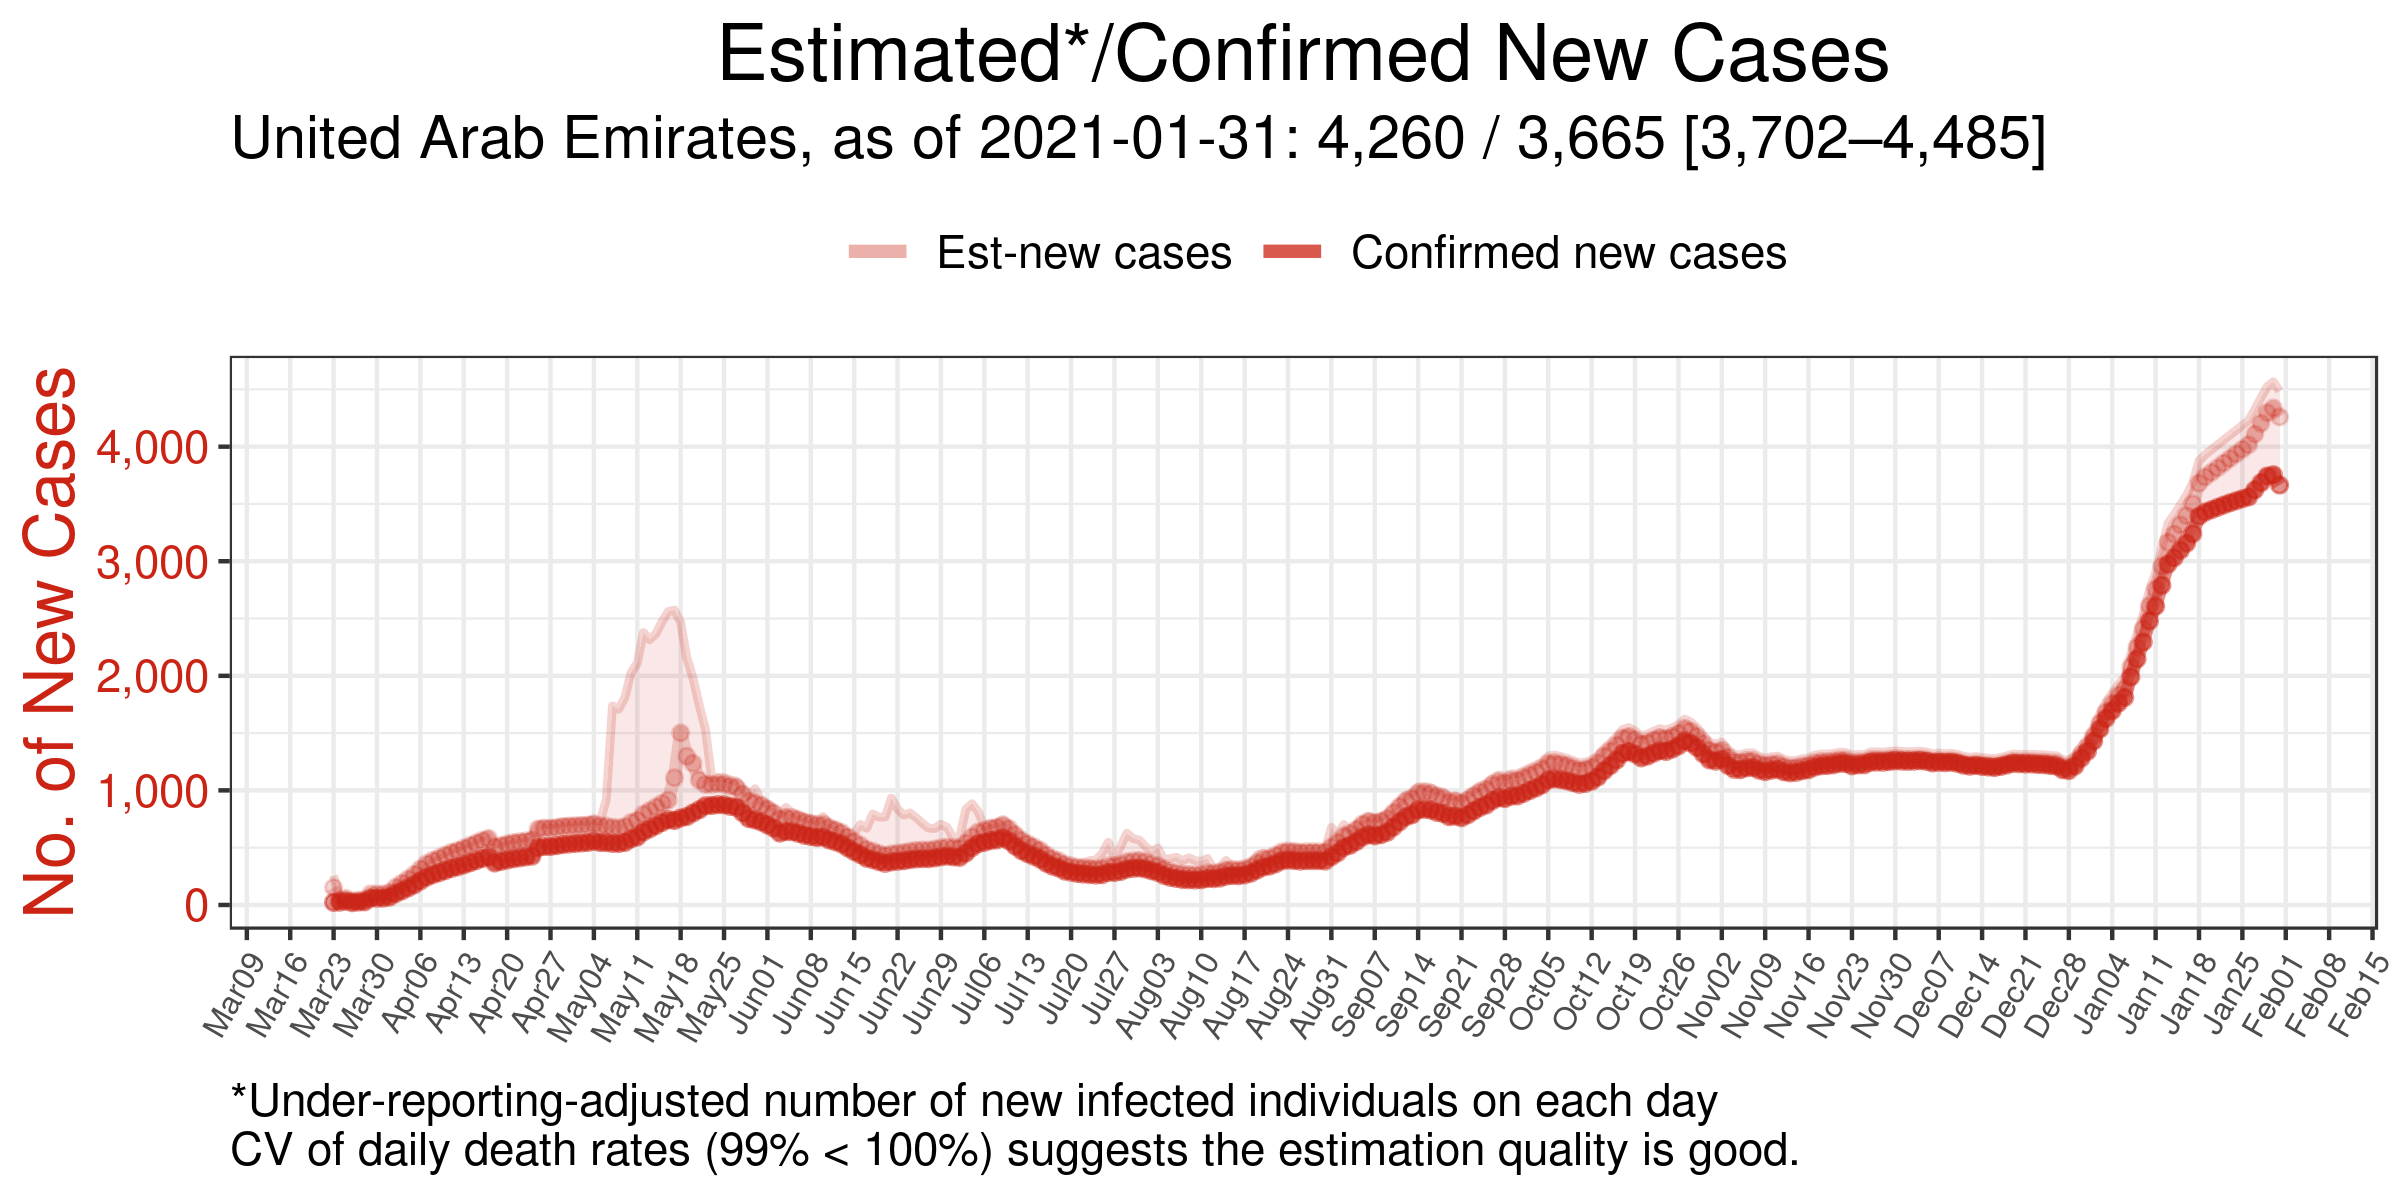 Estimated*/Confirmed New Cases
United Arab Emirates, as of 2021-01-31: 4,260 / 3,665 [3,702–4,485]
Est-new cases
Confirmed new cases
No. of New Cases
4,000
3,000
2,000
1,000
0
Mar09
Mar16
Mar23
Mar30
Apr06
Apr13
Apr20
Apr27
May04
May11
May18
May25
Jun01
Jun08
Jun15
Jun22
Jun29
Jul06
Jul13
Jul20
Jul27
Aug03
Aug10
Aug17
Aug24
Aug31
Sep07
Sep14
Sep21
Sep28
Oct05
Oct12
Oct19
Oct26
Nov02
Nov09
Nov16
Nov23
Nov30
Dec07
Dec14
Dec21
Dec28
Jan04
Jan11
Jan18
Jan25
Feb01
Feb08
Feb15
*Under-reporting-adjusted number of new infected individuals on each day
CV of daily death rates (99% < 100%) suggests the estimation quality is good.